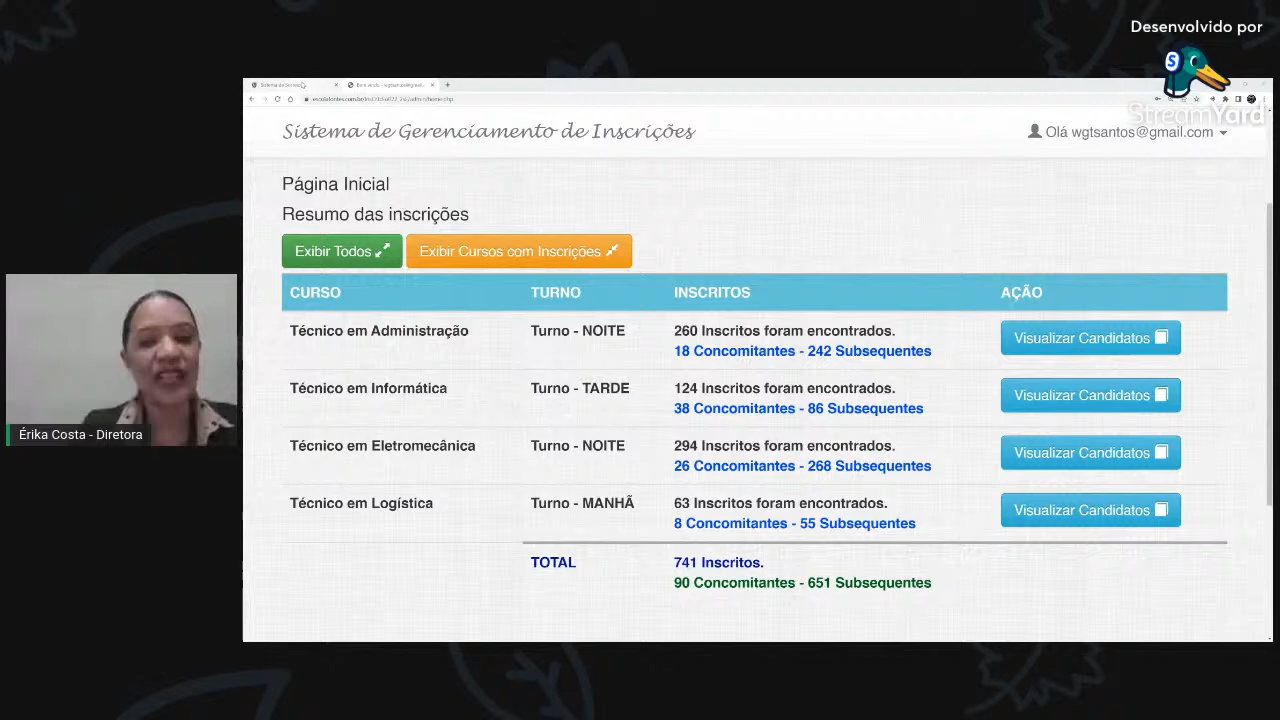 Desenvolvido por
StreamYard
Sistema de Gerenciamento de Inscrições
Olá wgtsantos@gmail.com
Página Inicial
Resumo das inscrições
Exibir Todos
Exibir Cursos com Inscrições
CURSO TURNO INSCRITOS AÇÃO
Técnico em Administração Turno - NOITE 260 Inscritos foram encontrados.
18 Concomitantes - 242 Subsequentes
Visualizar Candidatos
Técnico em Informática Turno - TARDE 124 Inscritos foram encontrados.
38 Concomitantes - 86 Subsequentes
Visualizar Candidatos
Técnico em Eletromecânica Turno - NOITE 294 Inscritos foram encontrados.
26 Concomitantes - 268 Subsequentes
Visualizar Candidatos
Técnico em Logística Turno - MANHÃ 63 Inscritos foram encontrados.
8 Concomitantes - 55 Subsequentes
Visualizar Candidatos
TOTAL 741 Inscritos.
90 Concomitantes - 651 Subsequentes
Érika Costa - Diretora